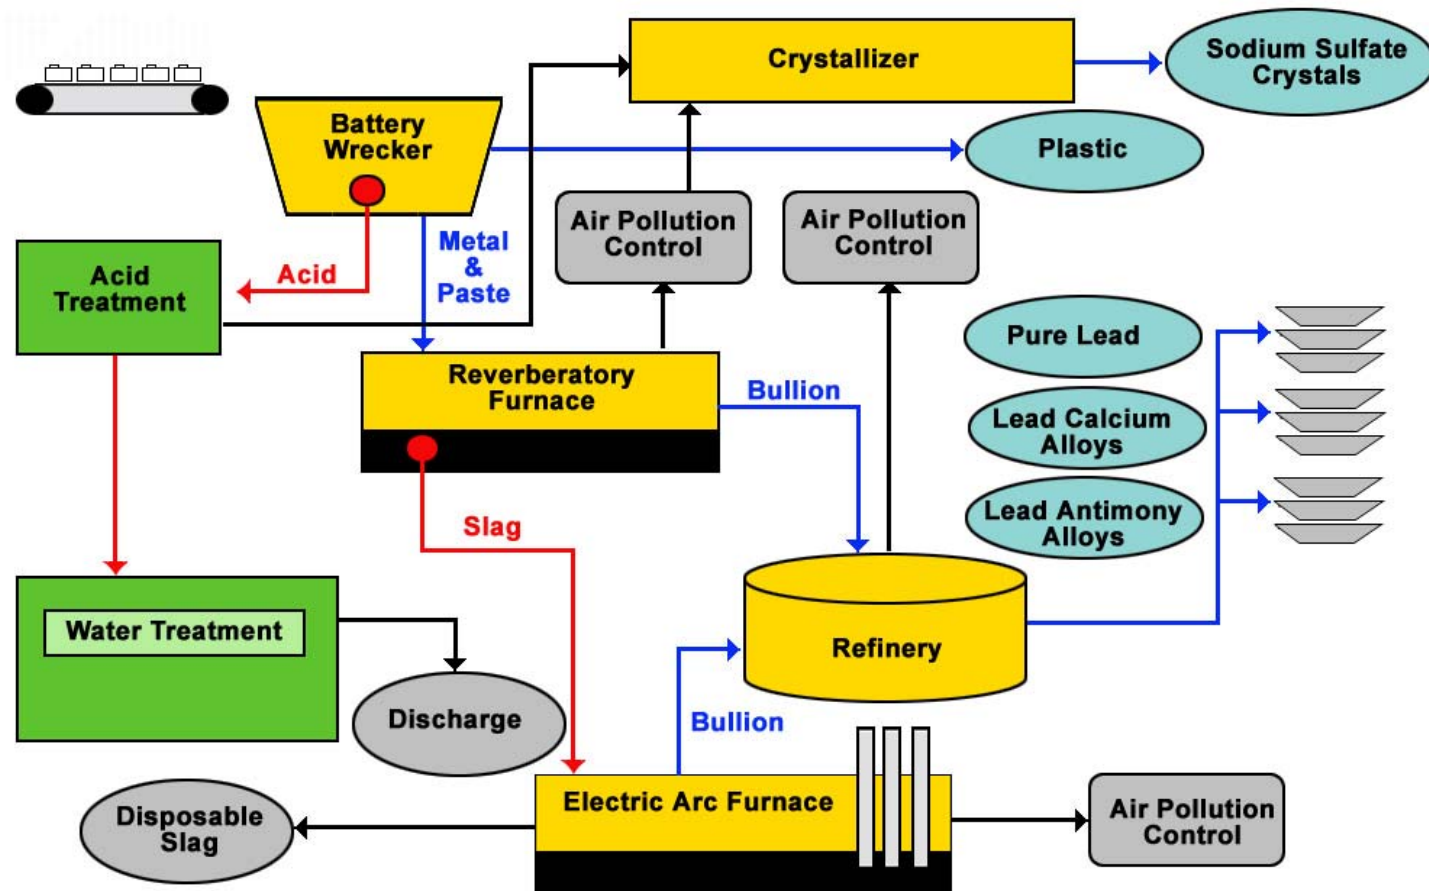 Crystallizer
Sodium Sulfate
Crystals
Battery
Wrecker
Plastic
Air Pollution
Control
Air Pollution
Control
Metal
&
Paste
Acid
Treatment
Acid
Pure Lead
Reverberatory
Furnace
Bullion
Lead Calcium
Alloys
Slag
Lead Antimony
Alloys
Water Treatment
Refinery
Discharge
Bullion
Electric Arc Furnace
Disposable
Slag
Air Pollution
Control